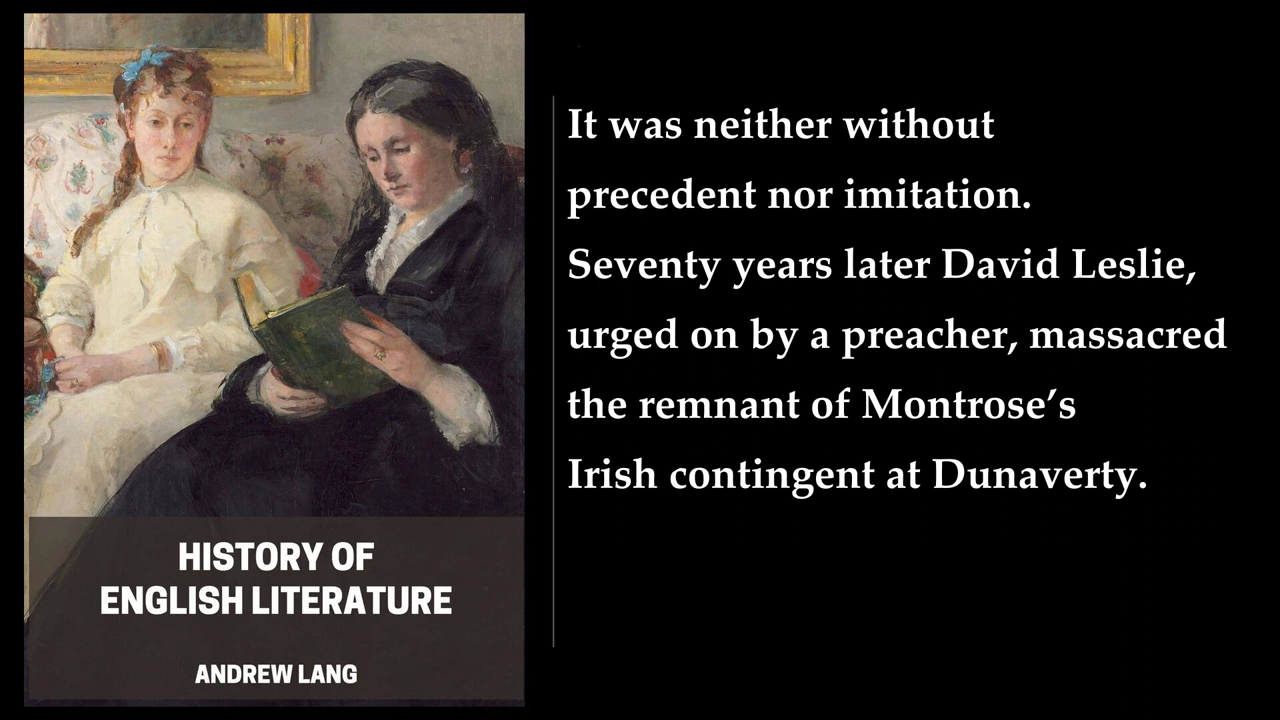 HISTORY OF
ENGLISH LITERATURE
ANDREW LANG
It was neither without
precedent nor imitation.
Seventy years later David Leslie,
urged on by a preacher, massacred
the remnant of Montrose’s
Irish contingent at Dunaverty.